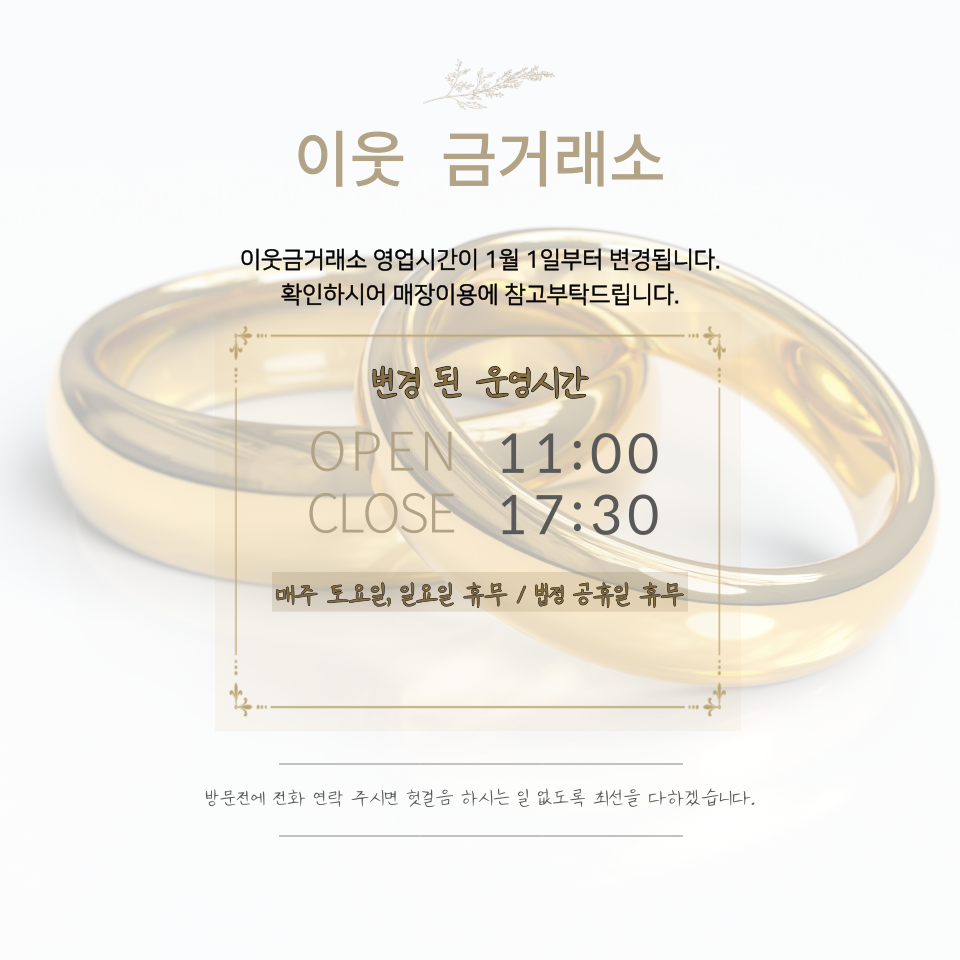 이웃 금거래소
이웃금거래소 영업시간이 1월 1일부터 변경됩니다.
확인하시어 매장이용에 참고부탁드립니다.
변경 된 운영시간
OPEN 11:00
CLOSE 17:30
매주 토요일, 일요일 휴무 / 법정 공휴일 휴무
방문전에 전화 연락 주시면 헛걸음 하시는 일 없도록 최선을 다하겠습니다.